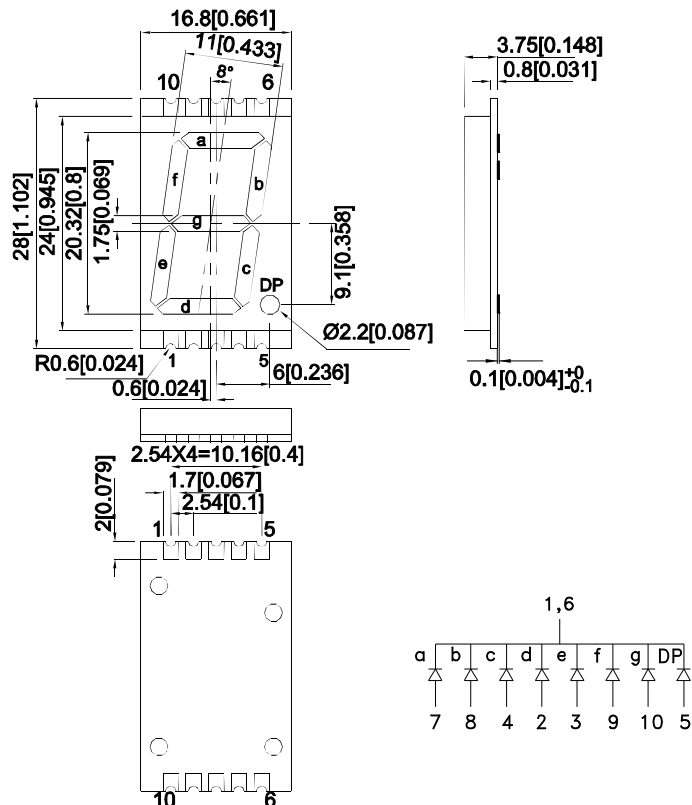 16.8[0.661]
11[0.433]
8°
10
6
3.75[0.148]
0.8[0.031]
28[1.102]
24[0.945]
20.32[0.8]
1.75[0.069]
a
f
b
g
e
c
d
DP
9.1[0.358]
Ø2.2[0.087]
R0.6[0.024]
1
5
0.6[0.024]
6[0.236]
0.1[0.004]+0 -0.1
2.54X4=10.16[0.4]
1.7[0.067]
2.54[0.1]
2[0.079]
1
5
10
6
1,6
a b c d e f g DP
7 8 4 2 3 9 10 5